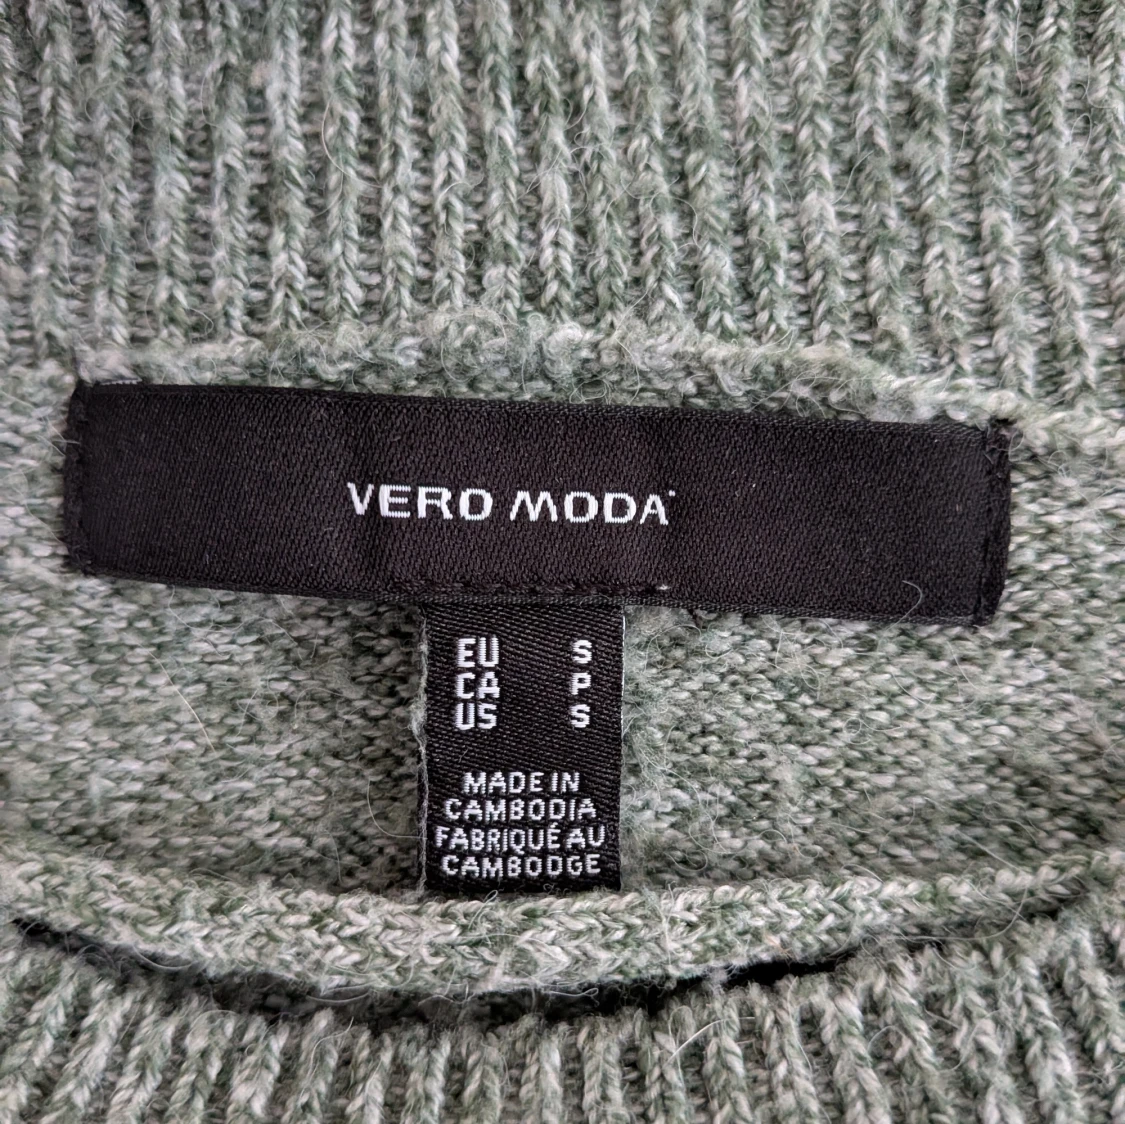 VERO MODA
EU S
CA P
US S
MADE IN
CAMBODIA
FABRIQUÉ AU
CAMBODGE